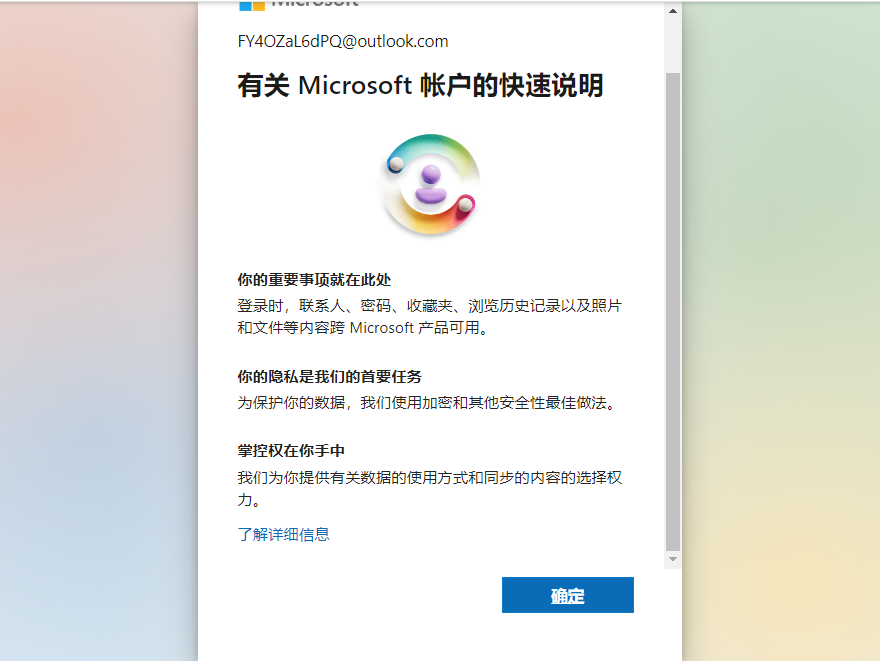 Microsoft
FY4OZaL6dPQ@outlook.com
有关 Microsoft 帐户的快速说明
你的重要事项就在此处
登录时，联系人、密码、收藏夹、浏览历史记录以及照片
和文件等内容跨 Microsoft 产品可用。
你的隐私是我们的首要任务
为保护你的数据，我们使用加密和其他安全性最佳做法。
掌控权在你手中
我们为你提供有关数据的使用方式和同步的内容的选择权
力。
了解详细信息
确定